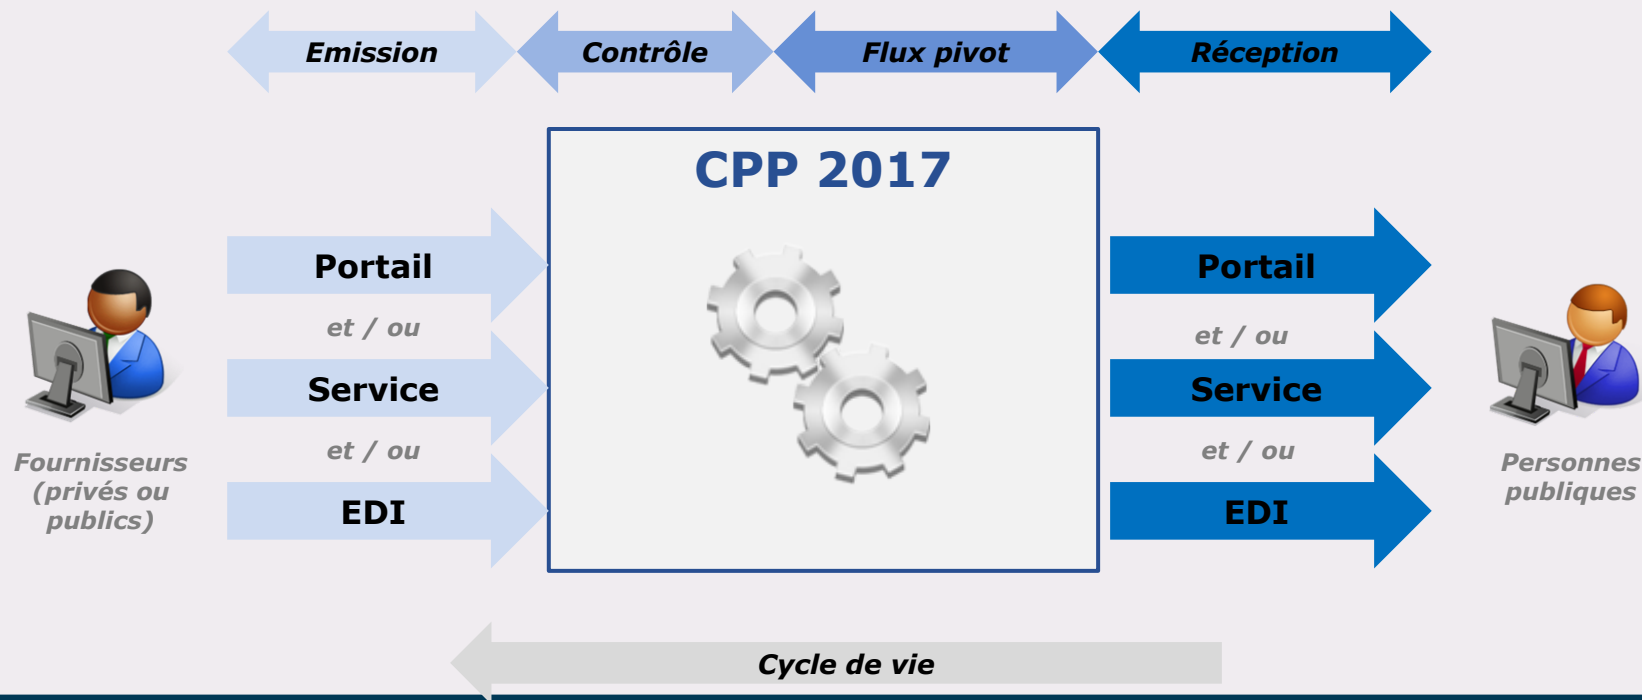 Emission
Contrôle
Flux pivot
Réception
CPP 2017
Portail
et / ou
Service
et / ou
EDI
Fournisseurs
(privés ou
publics)
Portail
et / ou
Service
et / ou
EDI
Personnes
publiques
Cycle de vie